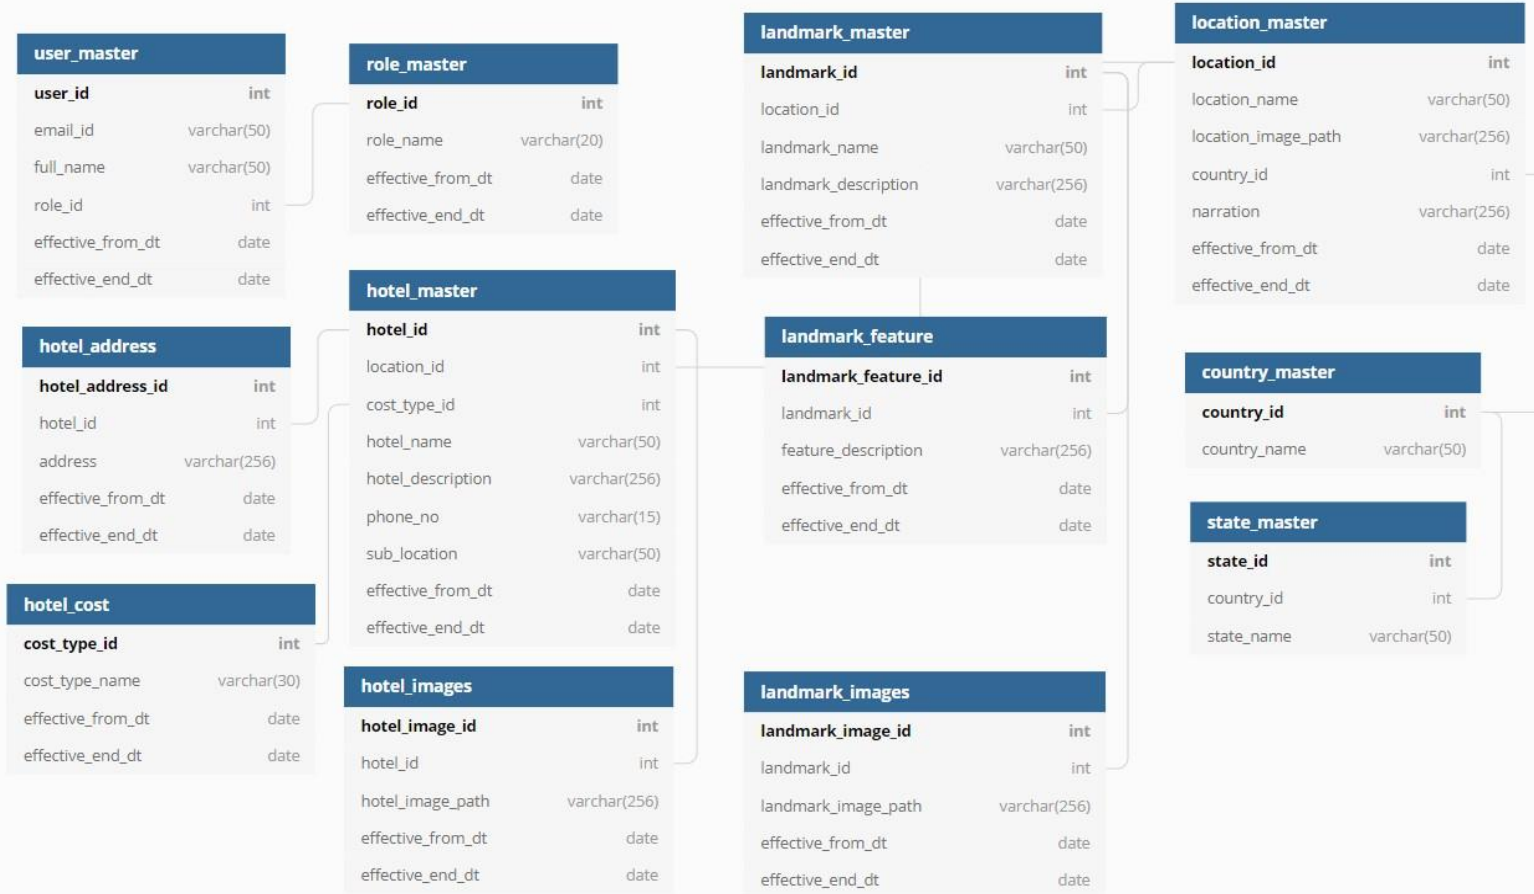 user_master
user_id int
email_id varchar(50)
full_name varchar(50)
role_id int
effective_from_dt date
effective_end_dt date
role_master
role_id int
role_name varchar(20)
effective_from_dt date
effective_end_dt date
landmark_master
landmark_id int
location_id int
landmark_name varchar(50)
landmark_description varchar(256)
effective_from_dt date
effective_end_dt date
location_master
location_id int
location_name varchar(50)
location_image_path varchar(256)
country_id int
narration varchar(256)
effective_from_dt date
effective_end_dt date
hotel_address
hotel_address_id int
hotel_id int
address varchar(256)
effective_from_dt date
effective_end_dt date
hotel_master
hotel_id int
location_id int
cost_type_id int
hotel_name varchar(50)
hotel_description varchar(256)
phone_no varchar(15)
sub_location varchar(50)
effective_from_dt date
effective_end_dt date
landmark_feature
landmark_feature_id int
landmark_id int
feature_description varchar(256)
effective_from_dt date
effective_end_dt date
country_master
country_id int
country_name varchar(50)
state_master
state_id int
country_id int
state_name varchar(50)
hotel_cost
cost_type_id int
cost_type_name varchar(30)
effective_from_dt date
effective_end_dt date
hotel_images
hotel_image_id int
hotel_id int
hotel_image_path varchar(256)
effective_from_dt date
effective_end_dt date
landmark_images
landmark_image_id int
landmark_id int
landmark_image_path varchar(256)
effective_from_dt date
effective_end_dt date